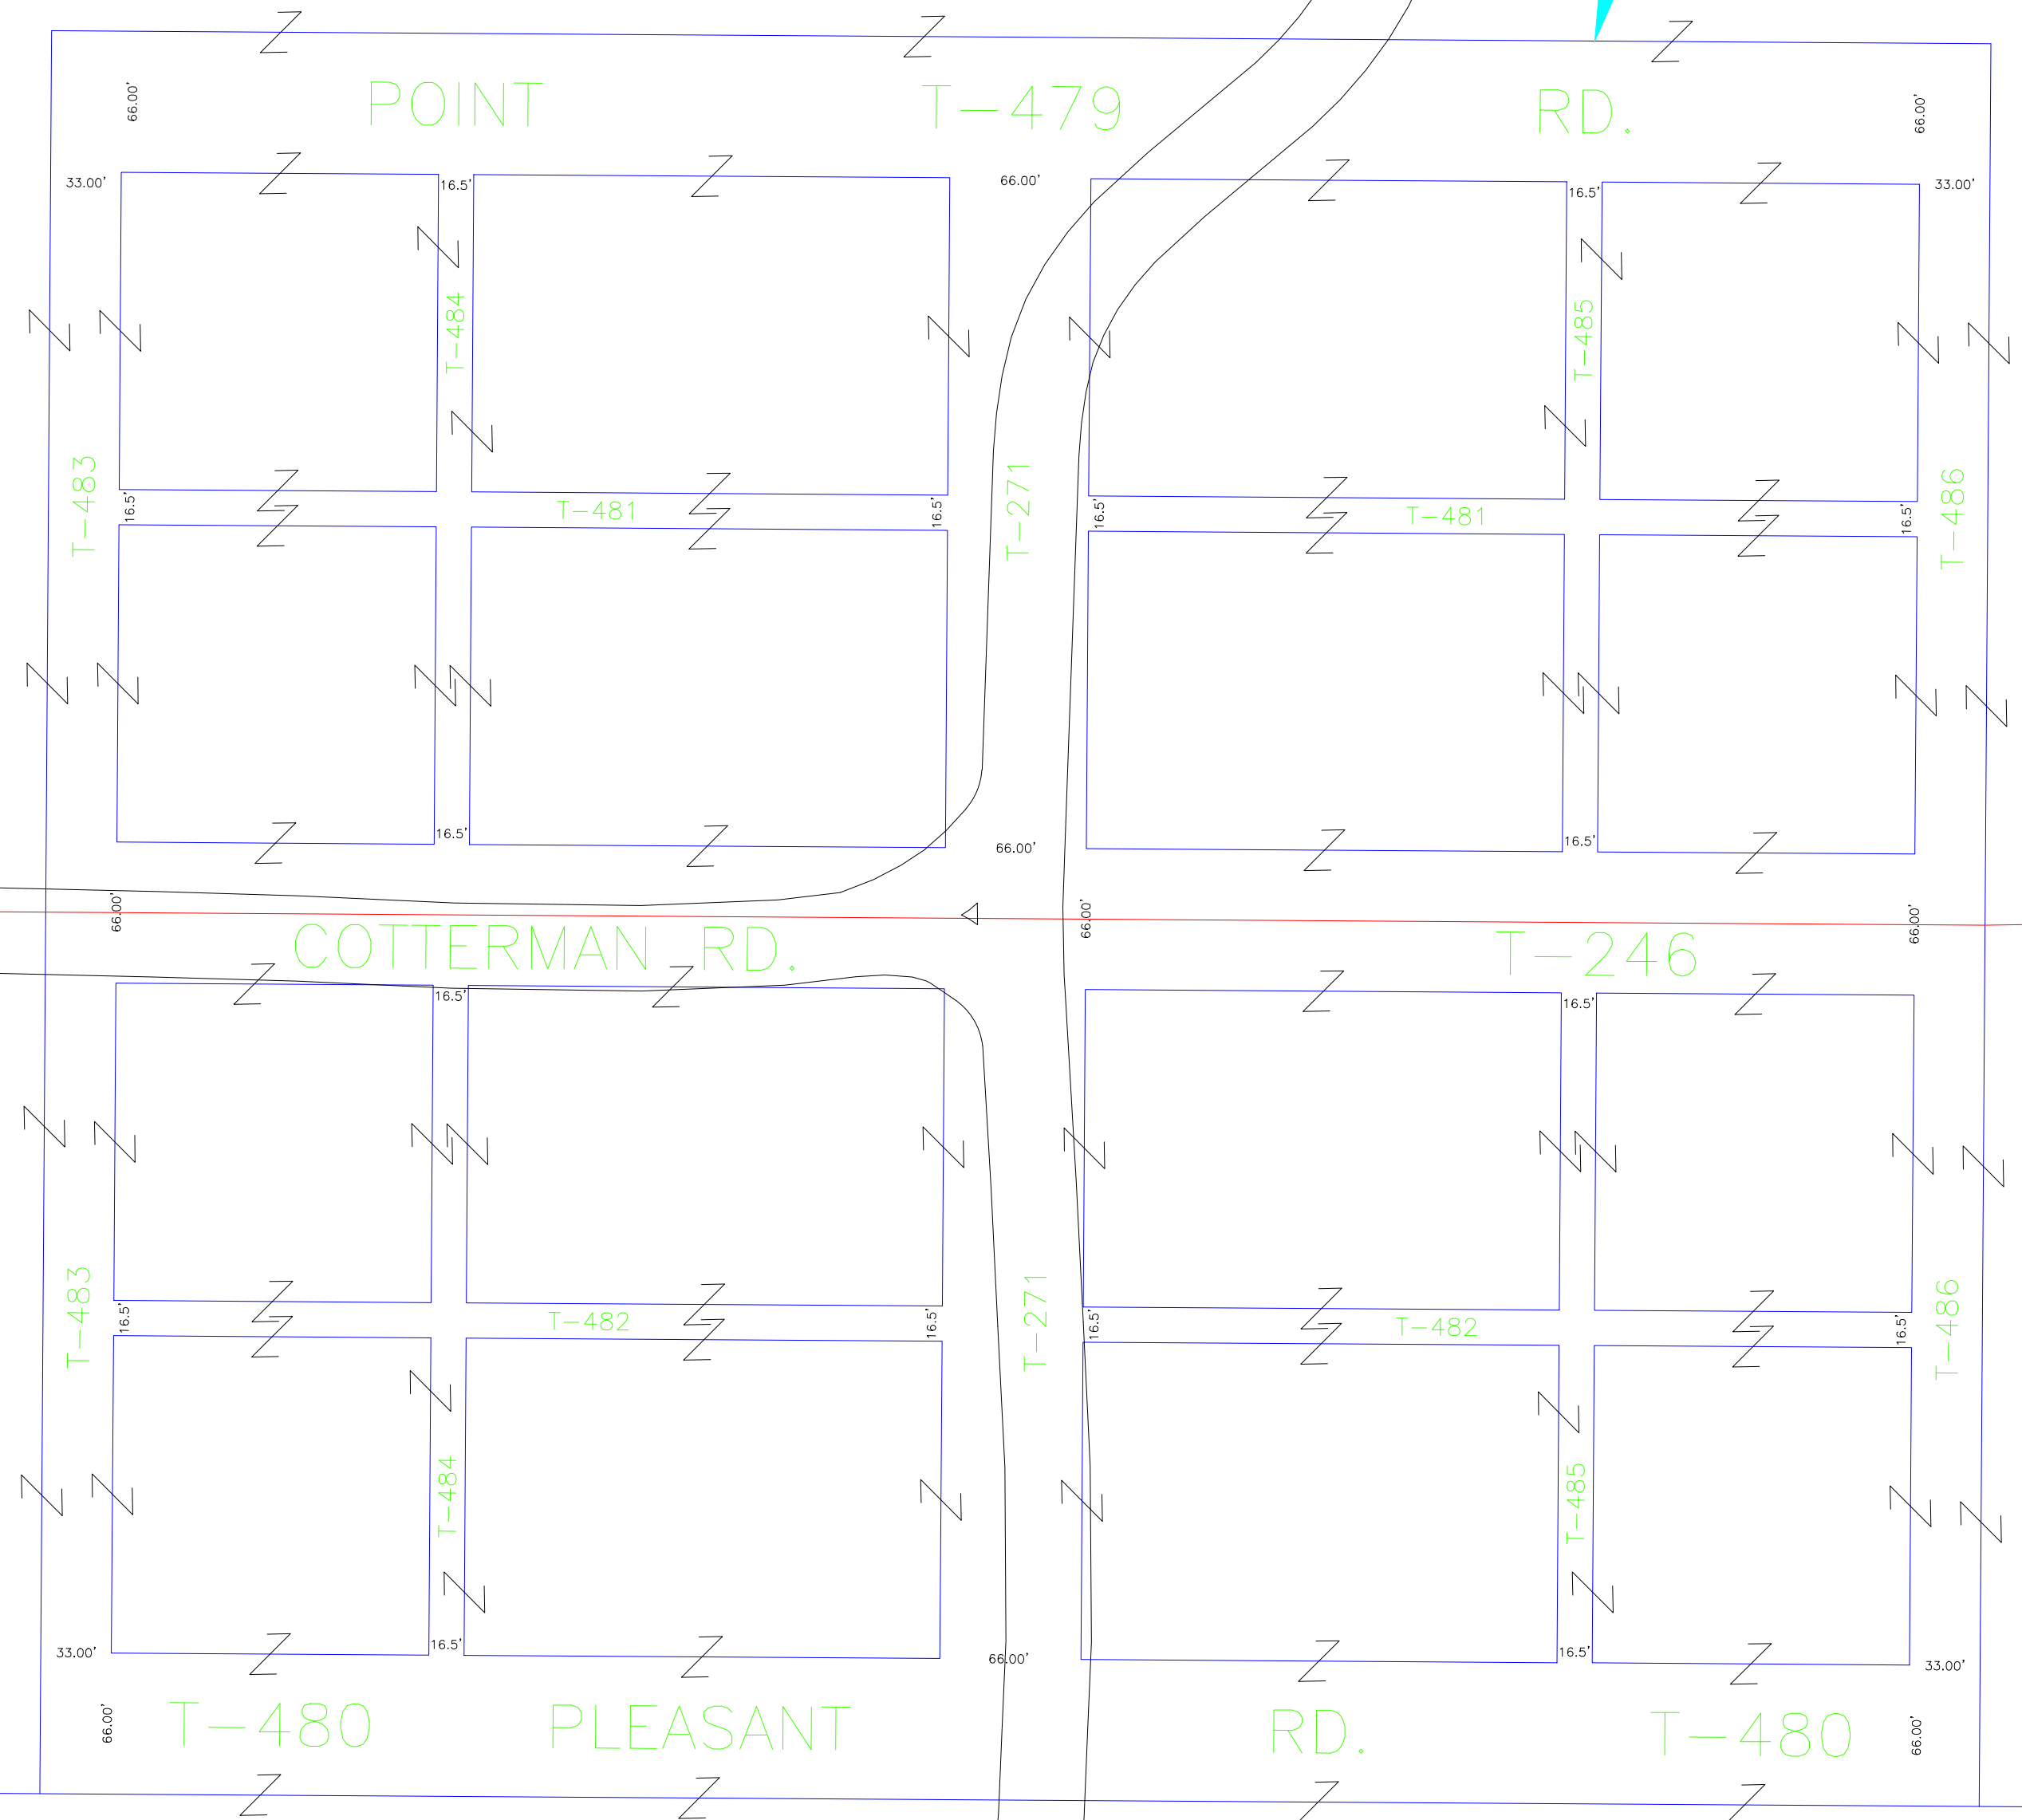 66.00'
POINT T-479 RD.
66.00'
33.00'
16.5'
66.00'
16.5'
33.00'
T-484
T-485
T-483
16.5'
T-481
16.5'
T-271
16.5'
T-481
16.5'
T-486
16.5'
66.00'
16.5'
66.00'
66.00'
66.00'
COTTERMAN RD.
T-246
16.5'
16.5'
T-483
16.5'
T-482
16.5'
T-271
16.5'
T-482
16.5'
T-486
T-484
T-485
33.00'
16.5'
66.00'
16.5'
33.00'
66.00'
T-480 PLEASANT RD. T-480
66.00'